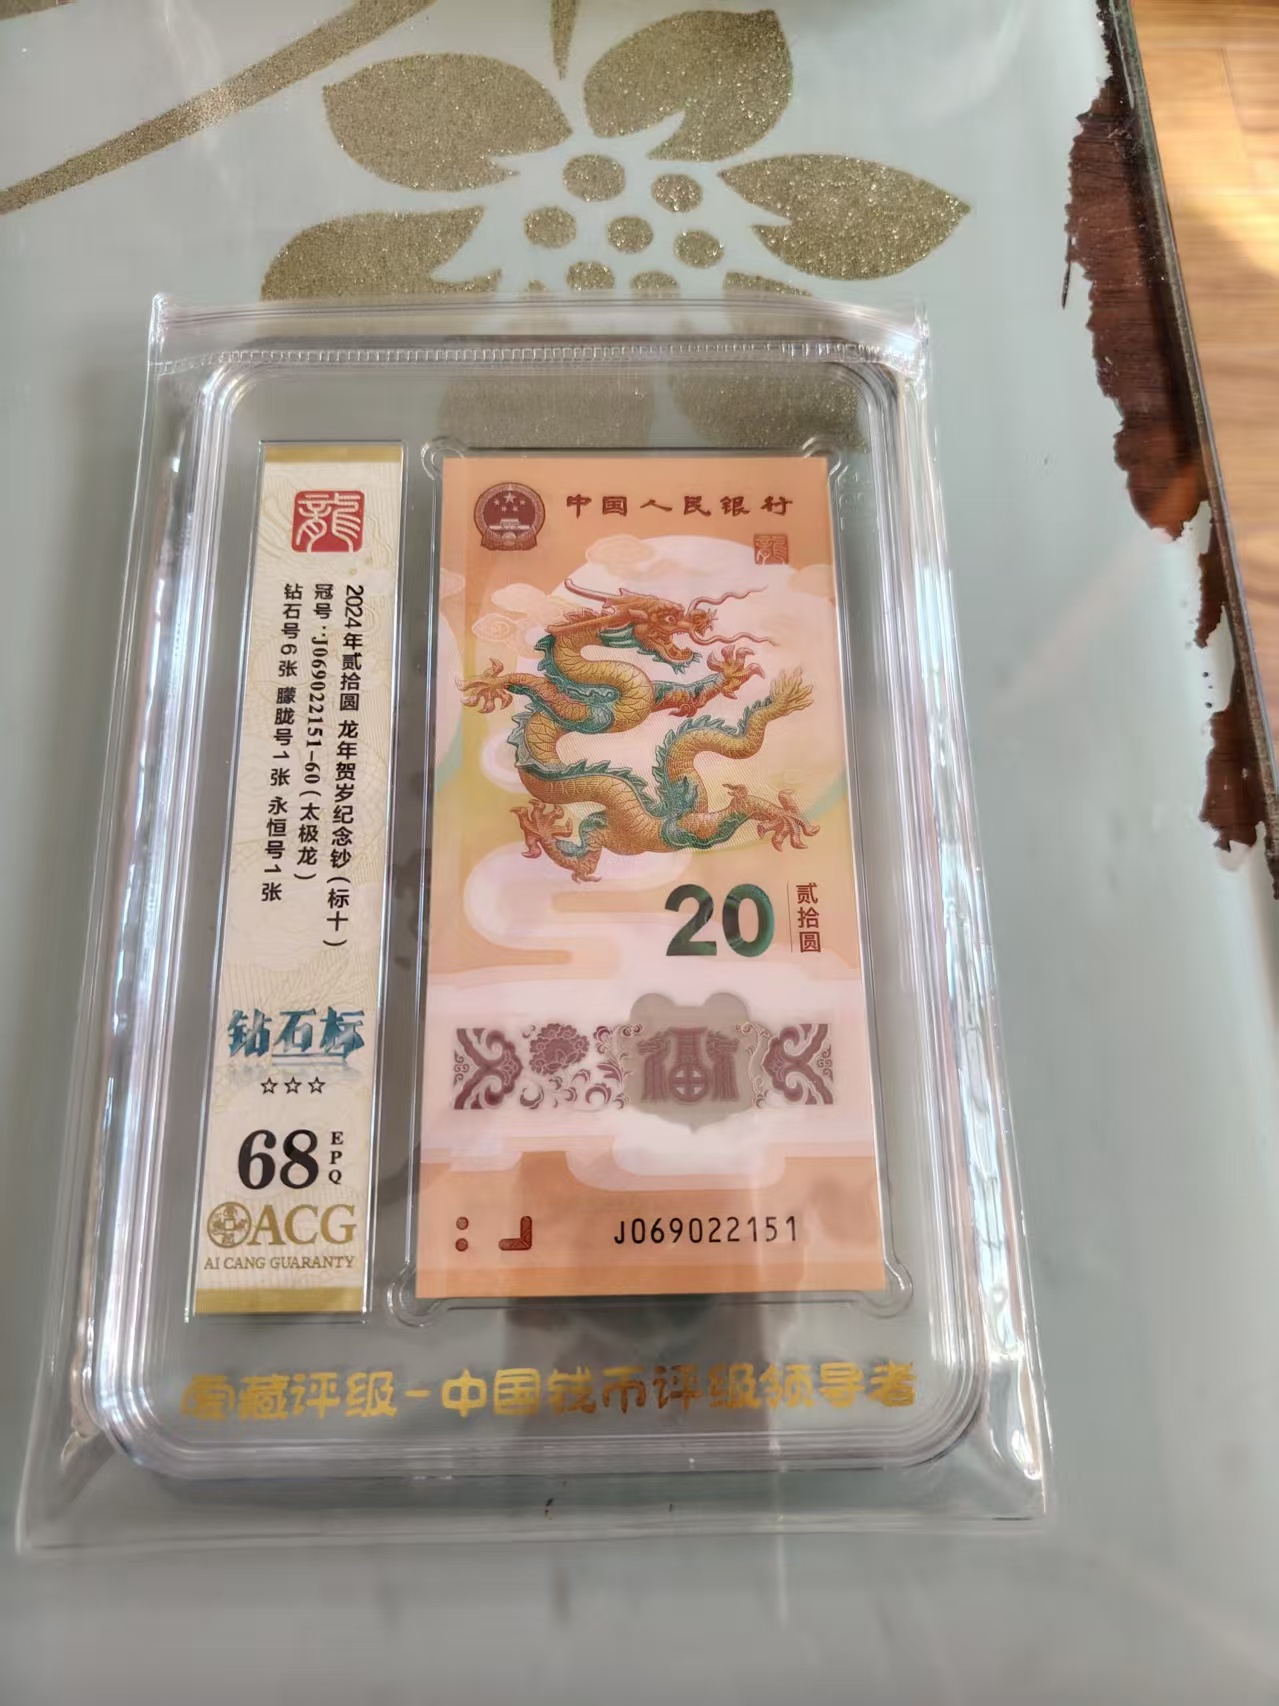 龍
2024年贰拾圆 龙年贺岁纪念钞(标十)
冠号:J069022151-60(太极龙)
钻石号6张 朦胧号1张 永恒号1张
钻石标
☆☆☆
68
EPQ
ACG
AI CANG GUARANTY
中国人民银行
龍
20
贰拾圆
福
J069022151
藏评级-中国钱币评级领导者